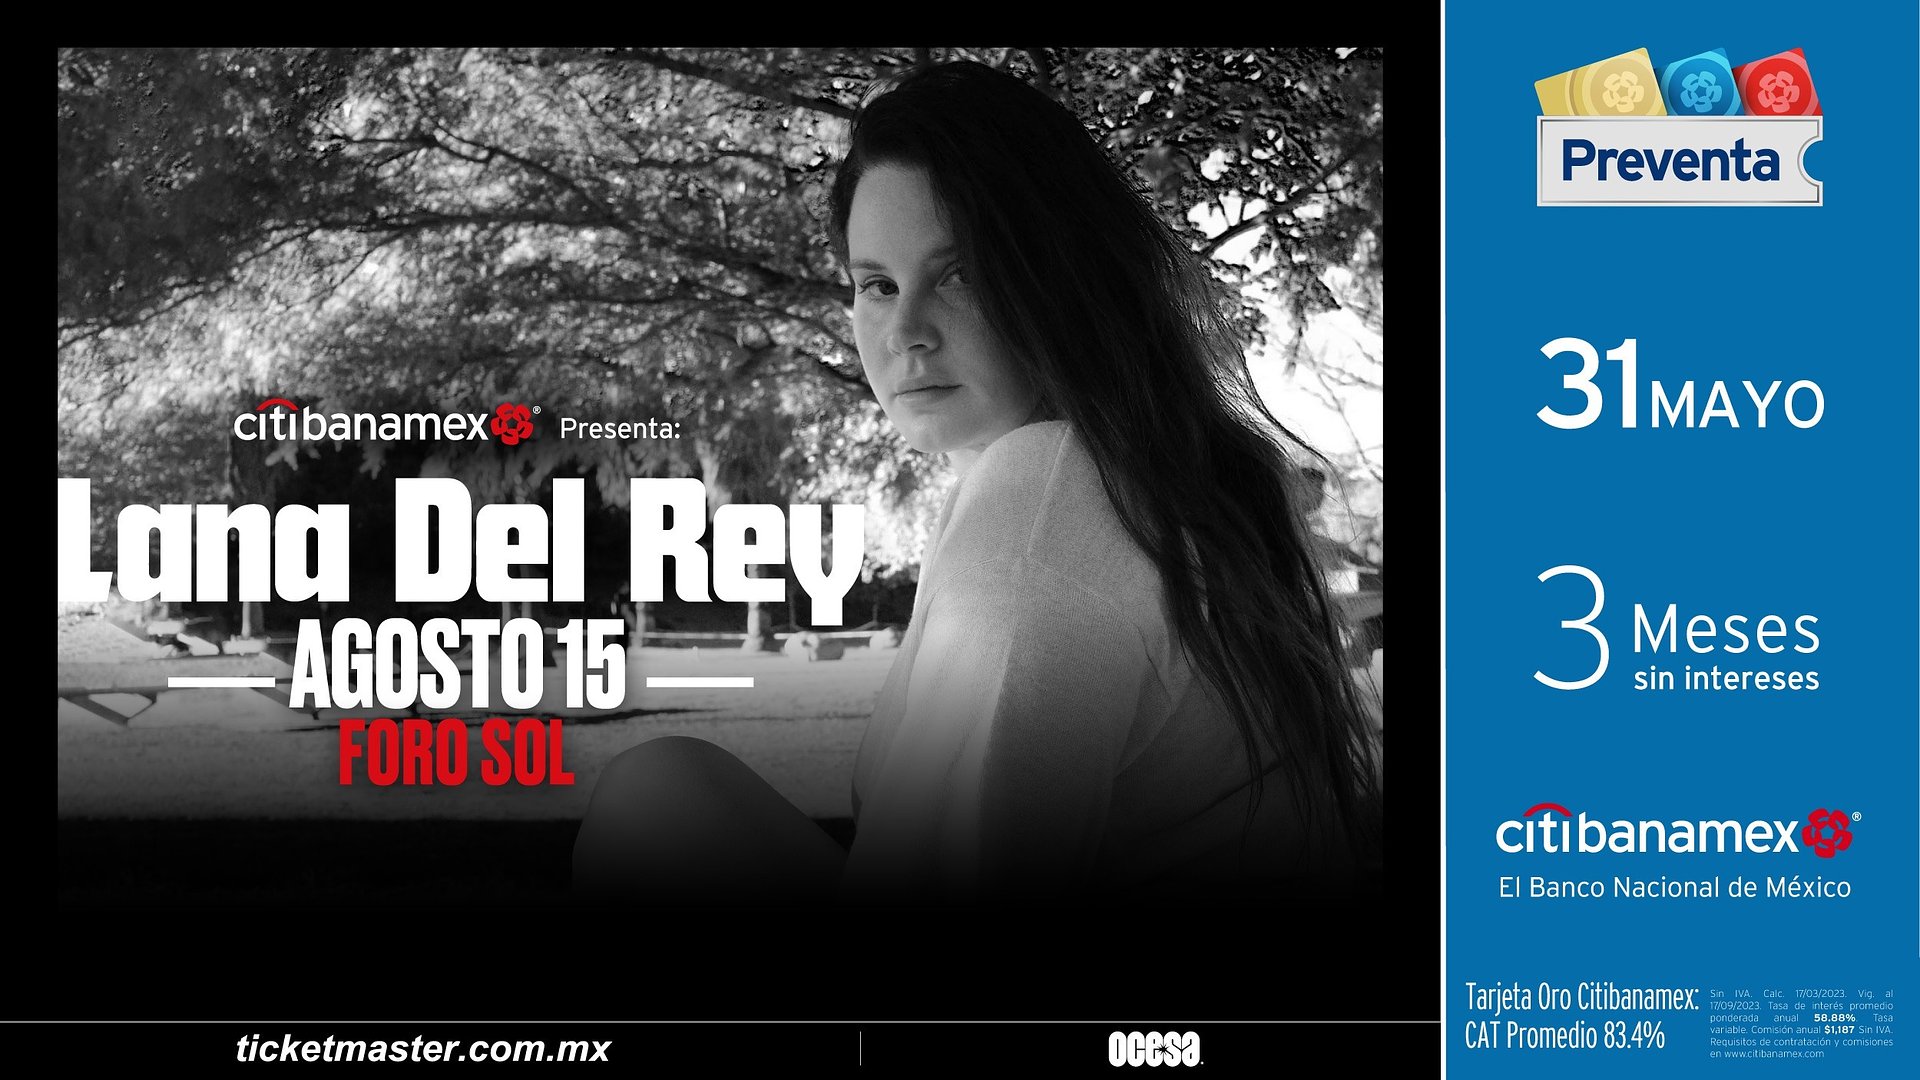 citibanamex® Presenta:
Lana Del Rey
AGOSTO 15
FORO SOL
ticketmaster.com.mx
ocesa
Preventa
31 MAYO
3 Meses
sin intereses
citibanamex®
El Banco Nacional de México
Tarjeta Oro Citibanamex:
CAT Promedio 83.4%
Sin IVA. Calc. 17/03/2023. Vig. al
17/09/2023. Tasa de interés promedio
ponderada anual 58.88%. Tasa
variable. Comisión anual $1,187 Sin IVA.
Requisitos de contratación y comisiones
en www.citibanamex.com